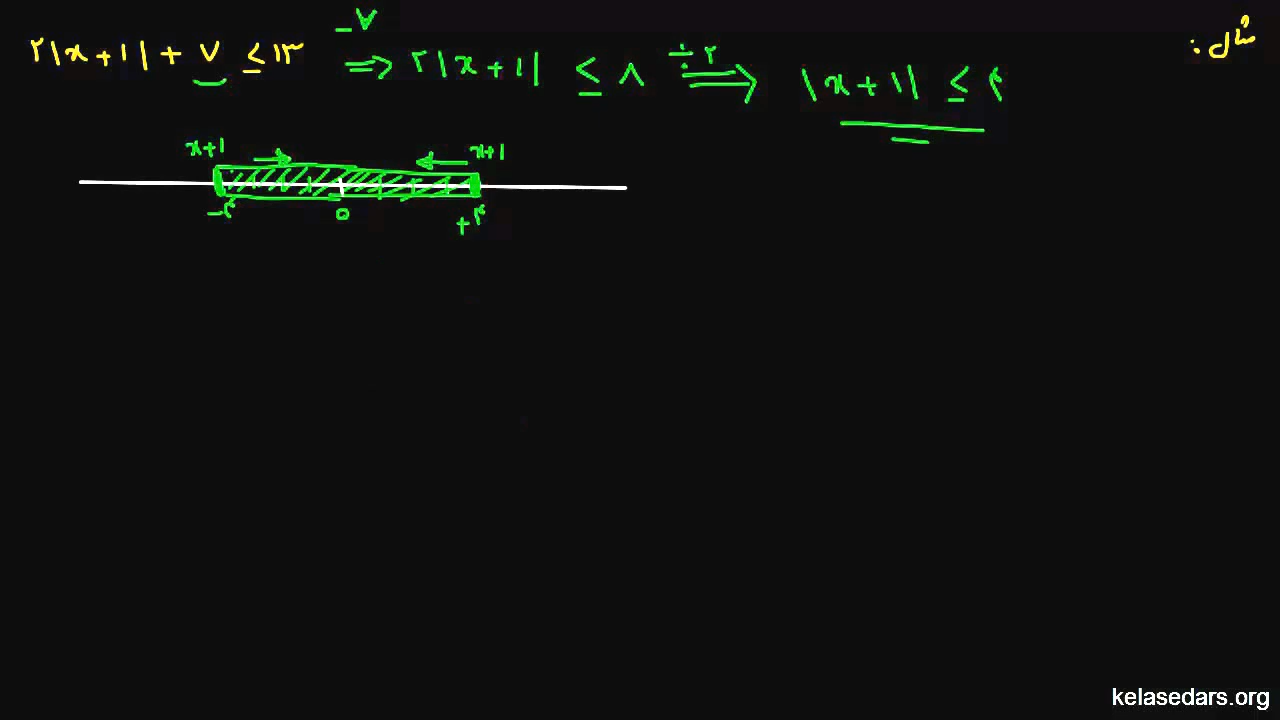 مثال :
۲|x+۱| + ۷ ≤ ۱۳ ⇒ ۲|x+۱| ≤ ۸ ⇒ |x+۱| ≤ ۴
-۷ ÷۲
x+۱ x+۱
-۴ ۰ +۴
kelasedars.org